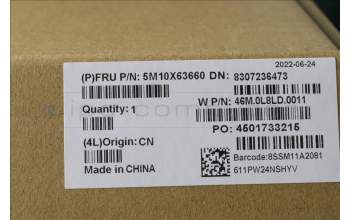 2022-06-24
(P)FRU P/N: 5M10X63660 DN: 8307236473
Quantity: 1
W P/N: 46M.0L8LD.0011
PO: 4501733215
(4L)Origin: CN
Barcode:8SSM11A2081
Made in CHINA
611PW24NSHYV